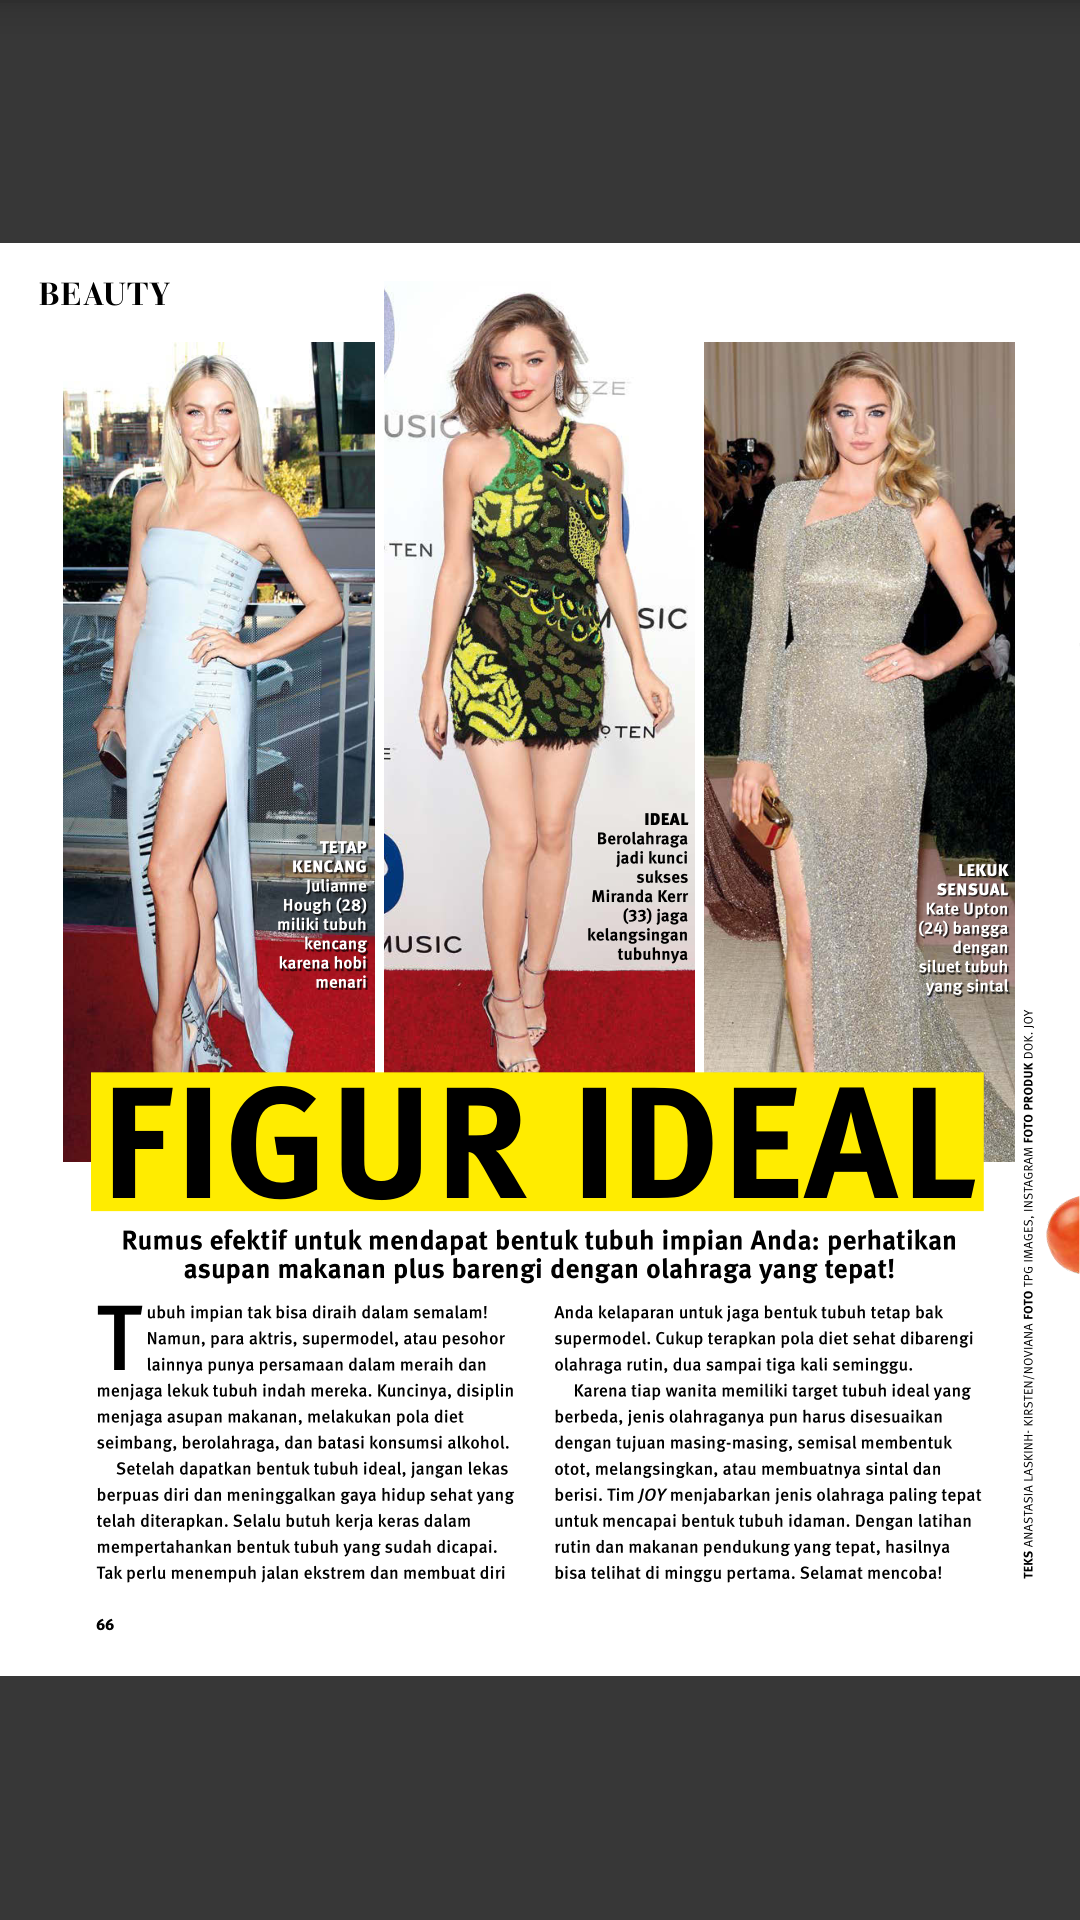 BEAUTY
USIC
EZE
TEN
M SIC
TEN
MUSIC
TETAP
KENCANG
Julianne
Hough (28)
miliki tubuh
kencang
karena hobi
menari
IDEAL
Berolahraga
jadi kunci
sukses
Miranda Kerr
(33) jaga
kelangsingan
tubuhnya
LEKUK
SENSUAL
Kate Upton
(24) bangga
dengan
siluet tubuh
yang sintal
FIGUR IDEAL
Rumus efektif untuk mendapat bentuk tubuh impian Anda: perhatikan
asupan makanan plus barengi dengan olahraga yang tepat!
Tubuh impian tak bisa diraih dalam semalam!
Namun, para aktris, supermodel, atau pesohor
lainnya punya persamaan dalam meraih dan
menjaga lekuk tubuh indah mereka. Kuncinya, disiplin
menjaga asupan makanan, melakukan pola diet
seimbang, berolahraga, dan batasi konsumsi alkohol.
Setelah dapatkan bentuk tubuh ideal, jangan lekas
berpuas diri dan meninggalkan gaya hidup sehat yang
telah diterapkan. Selalu butuh kerja keras dalam
mempertahankan bentuk tubuh yang sudah dicapai.
Tak perlu menempuh jalan ekstrem dan membuat diri
Anda kelaparan untuk jaga bentuk tubuh tetap bak
supermodel. Cukup terapkan pola diet sehat dibarengi
olahraga rutin, dua sampai tiga kali seminggu.
Karena tiap wanita memiliki target tubuh ideal yang
berbeda, jenis olahraganya pun harus disesuaikan
dengan tujuan masing-masing, semisal membentuk
otot, melangsingkan, atau membuatnya sintal dan
berisi. Tim JOY menjabarkan jenis olahraga paling tepat
untuk mencapai bentuk tubuh idaman. Dengan latihan
rutin dan makanan pendukung yang tepat, hasilnya
bisa telihat di minggu pertama. Selamat mencoba!
TEKS ANASTASIA LASKINH- KIRSTEN/NOVIANA FOTO TPG IMAGES, INSTAGRAM FOTO PRODUK DOK. JOY
66